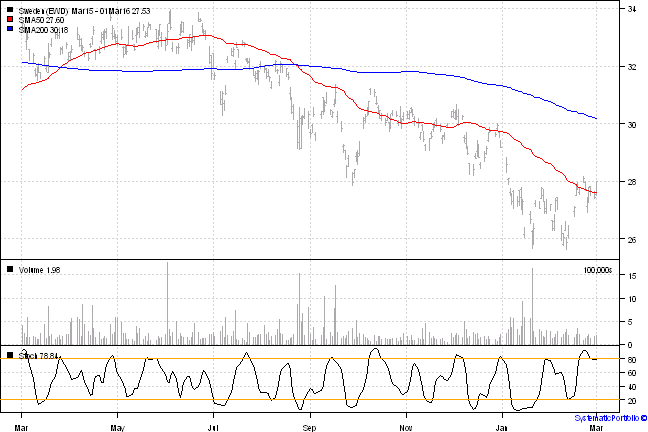 Sweden (EWD) Mar15 - 01Mar16 27.53
SMA50 27.60
SMA200 30.18
34
32
30
28
26
Volume 1.98
100,000s
15
10
5
0
Stoch 78.84
80
60
40
20
Mar May Jul Sep Nov Jan Mar
SystematicPortfolio ©